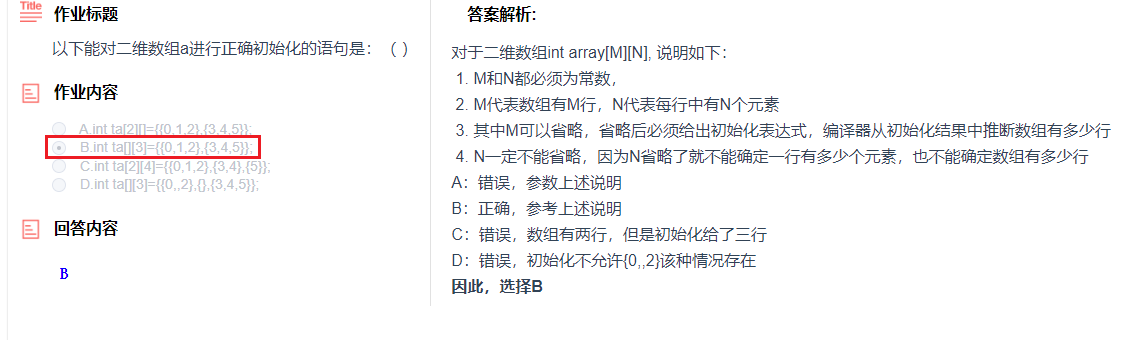 Title
作业标题
以下能对二维数组a进行正确初始化的语句是：（ ）
作业内容
A.int ta[2][]={{0,1,2},{3,4,5}};
B.int ta[][3]={{0,1,2},{3,4,5}};
C.int ta[2][4]={{0,1,2},{3,4},{5}};
D.int ta[][3]={{0,,2},{},{3,4,5}};
回答内容
B
答案解析:
对于二维数组int array[M][N], 说明如下：
1. M和N都必须为常数，
2. M代表数组有M行，N代表每行中有N个元素
3. 其中M可以省略，省略后必须给出初始化表达式，编译器从初始化结果中推断数组有多少行
4. N一定不能省略，因为N省略了就不能确定一行有多少个元素，也不能确定数组有多少行
A：错误，参数上述说明
B：正确，参考上述说明
C：错误，数组有两行，但是初始化给了三行
D：错误，初始化不允许{0,,2}该种情况存在
因此，选择B